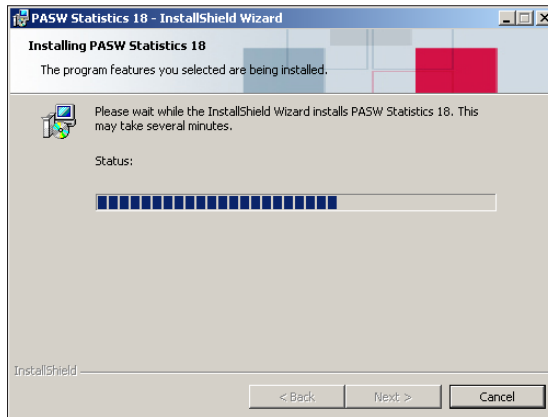 PASW Statistics 18 - InstallShield Wizard
Installing PASW Statistics 18
The program features you selected are being installed.
Please wait while the InstallShield Wizard installs PASW Statistics 18. This
may take several minutes.
Status:
InstallShield
< Back
Next >
Cancel